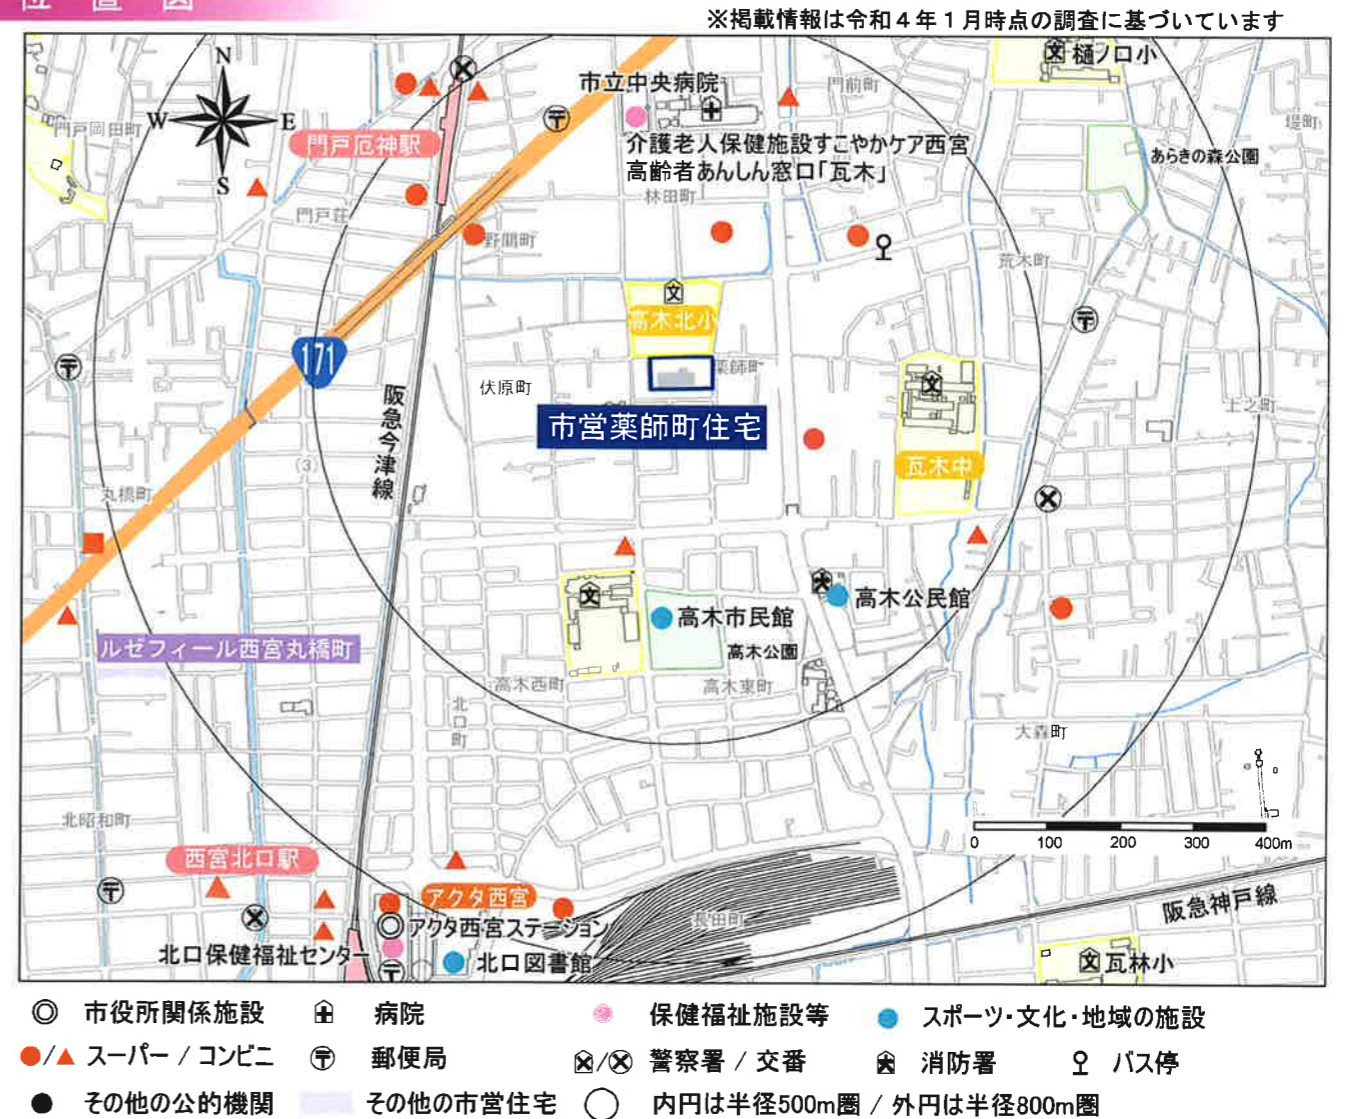 位置図
※掲載情報は令和４年１月時点の調査に基づいています
N
W
E
S
樋ノ口小
市立中央病院
門前町
堤町
門戸岡田町
門戸厄神駅
介護老人保健施設すこやかケア西宮
高齢者あんしん窓口「瓦木」
あらきの森公園
林田町
門戸荘
野間町
荒木町
高木北小
171
薬師町
伏原町
阪急今津線
市営薬師町住宅
上之町
瓦木中
(3)
丸橋町
高木公民館
高木市民館
ルゼフィール西宮丸橋町
高木公園
高木西町
高木東町
北口町
大森町
北昭和町
0 100 200 300 400m
西宮北口駅
アクタ西宮
アクタ西宮ステーション
長田町
阪急神戸線
北口保健福祉センター
北口図書館
瓦林小
市役所関係施設
病院
保健福祉施設等
スポーツ・文化・地域の施設
スーパー / コンビニ
郵便局
警察署 / 交番
消防署
バス停
その他の公的機関
その他の市営住宅
内円は半径500m圏 / 外円は半径800m圏